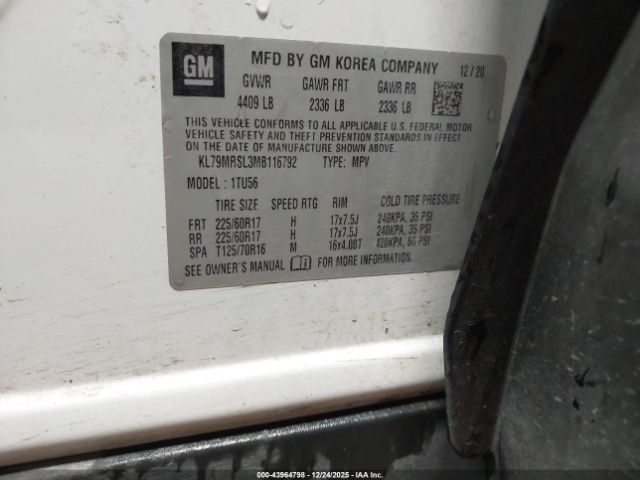 GM
MFD BY GM KOREA COMPANY 12/20
GVWR GAWR FRT GAWR RR
4409 LB 2336 LB 2336 LB
THIS VEHICLE CONFORMS TO ALL APPLICABLE U.S. FEDERAL MOTOR
VEHICLE SAFETY AND THEFT PREVENTION STANDARDS IN EFFECT
ON THE DATE OF MANUFACTURE SHOWN ABOVE.
KL79MRSL3MB116792 TYPE: MPV
MODEL: 1TU56
TIRE SIZE SPEED RTG RIM COLD TIRE PRESSURE
FRT 225/60R17 H 17x7.5J 240KPA, 35 PSI
RR 225/60R17 H 17x7.5J 240KPA, 35 PSI
SPA T125/70R16 M 16x4.00T 420KPA, 60 PSI
SEE OWNER'S MANUAL FOR MORE INFORMATION.
000-43964798 - 12/24/2025 - IAA Inc.